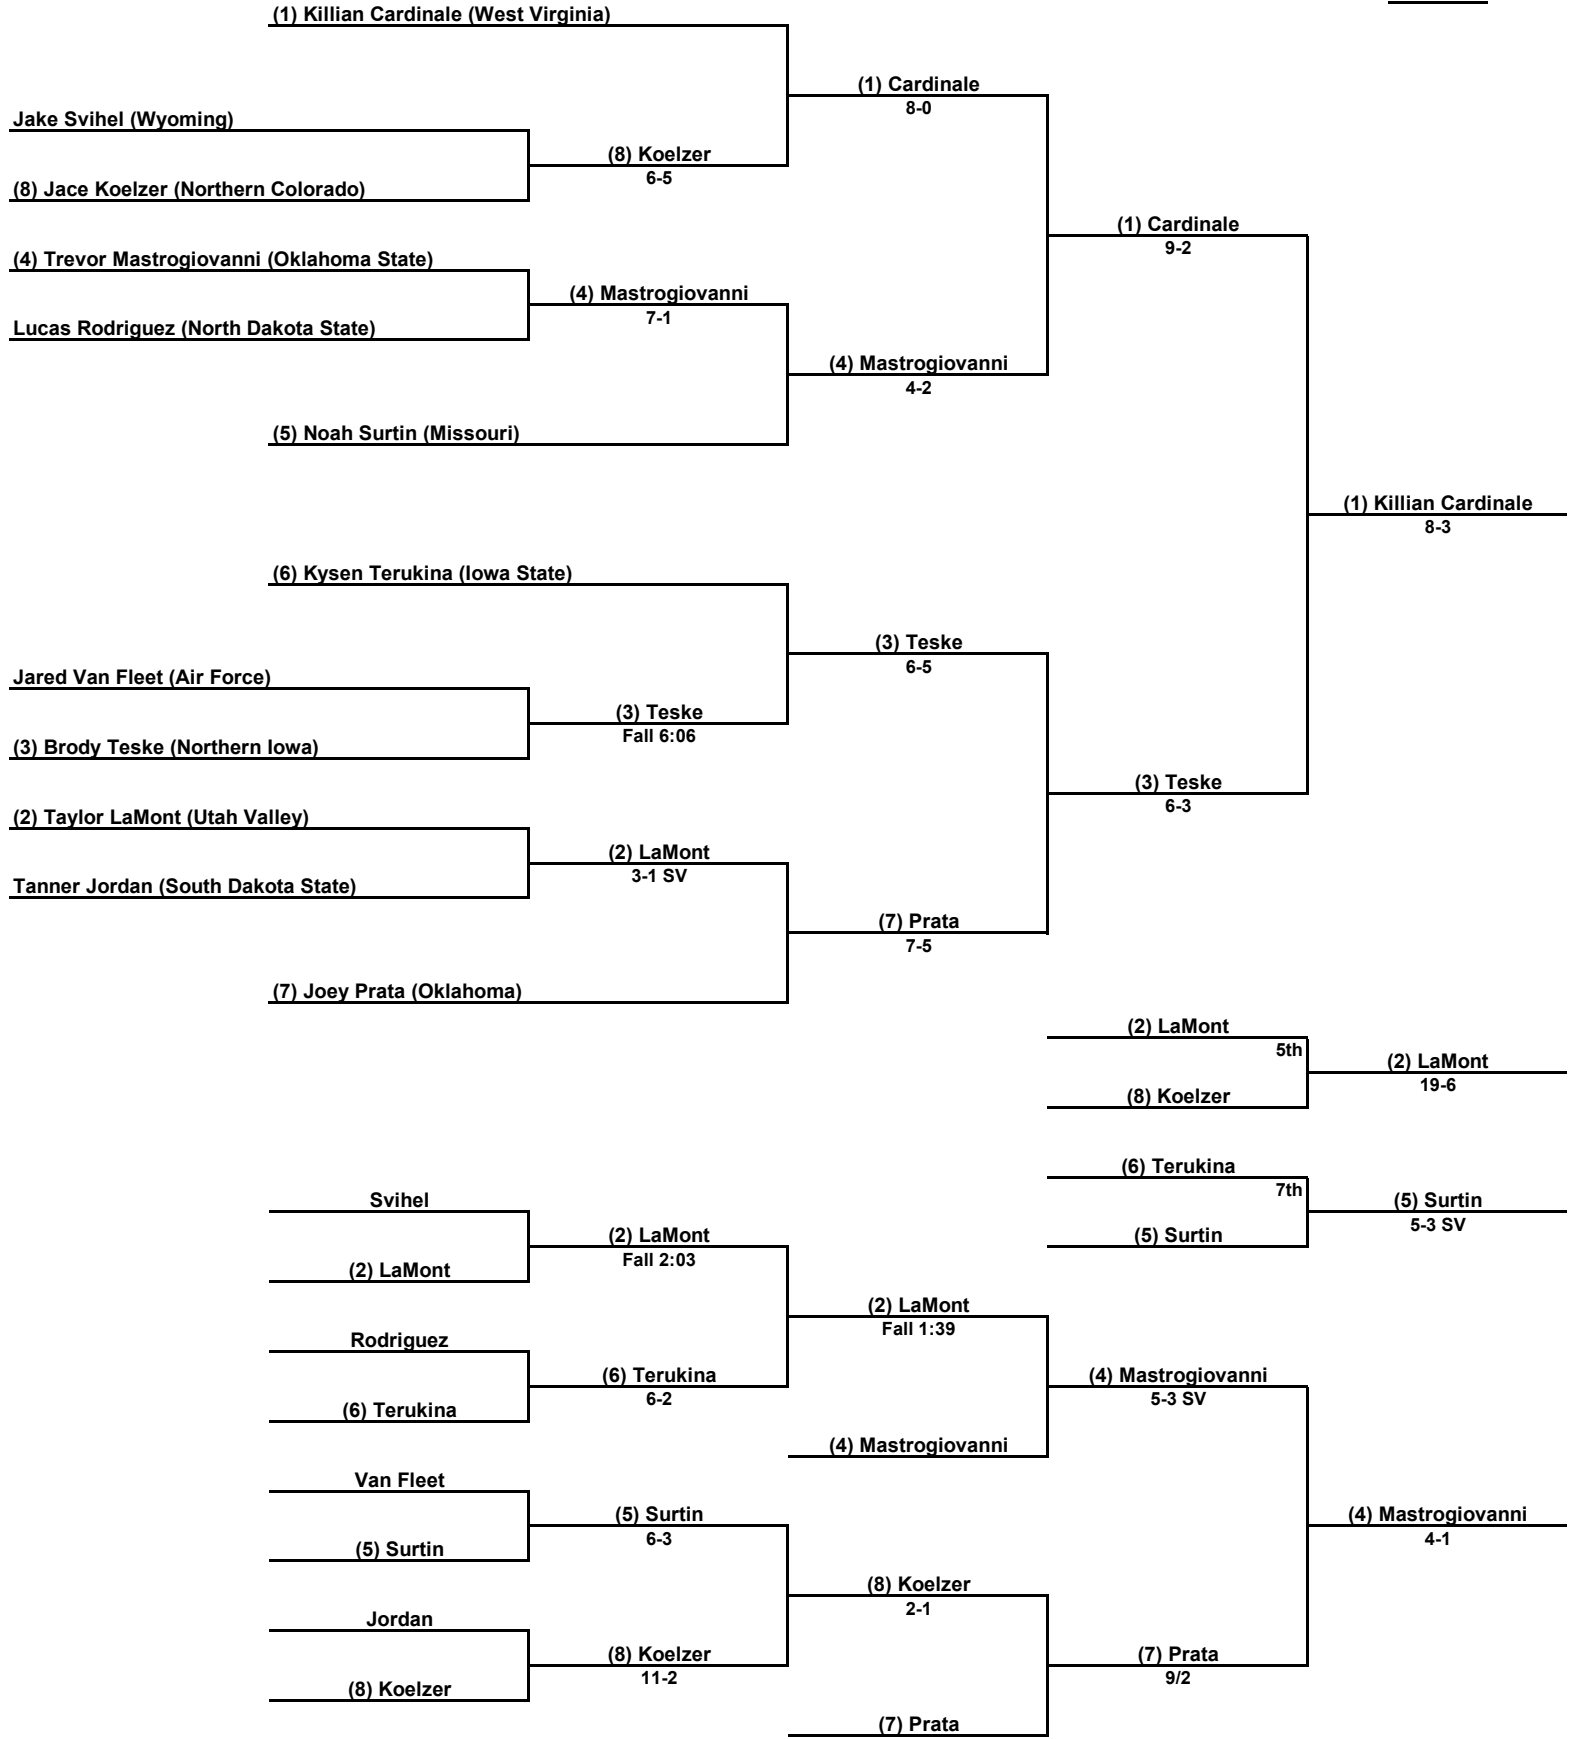 (1) Killian Cardinale (West Virginia)
(1) Cardinale
8-0
Jake Svihel (Wyoming)
(8) Koelzer
6-5
(8) Jace Koelzer (Northern Colorado)
(1) Cardinale
9-2
(4) Trevor Mastrogiovanni (Oklahoma State)
(4) Mastrogiovanni
7-1
Lucas Rodriguez (North Dakota State)
(4) Mastrogiovanni
4-2
(5) Noah Surtin (Missouri)
(1) Killian Cardinale
8-3
(6) Kysen Terukina (Iowa State)
(3) Teske
6-5
Jared Van Fleet (Air Force)
(3) Teske
Fall 6:06
(3) Brody Teske (Northern Iowa)
(3) Teske
6-3
(2) Taylor LaMont (Utah Valley)
(2) LaMont
3-1 SV
Tanner Jordan (South Dakota State)
(7) Prata
7-5
(7) Joey Prata (Oklahoma)
(2) LaMont
5th
(2) LaMont
19-6
(8) Koelzer
(6) Terukina
7th
(5) Surtin
5-3 SV
(5) Surtin
Svihel
(2) LaMont
Fall 2:03
(2) LaMont
(2) LaMont
Fall 1:39
Rodriguez
(6) Terukina
6-2
(6) Terukina
(4) Mastrogiovanni
5-3 SV
(4) Mastrogiovanni
Van Fleet
(5) Surtin
6-3
(5) Surtin
(4) Mastrogiovanni
4-1
(8) Koelzer
2-1
Jordan
(8) Koelzer
11-2
(8) Koelzer
(7) Prata
9/2
(7) Prata